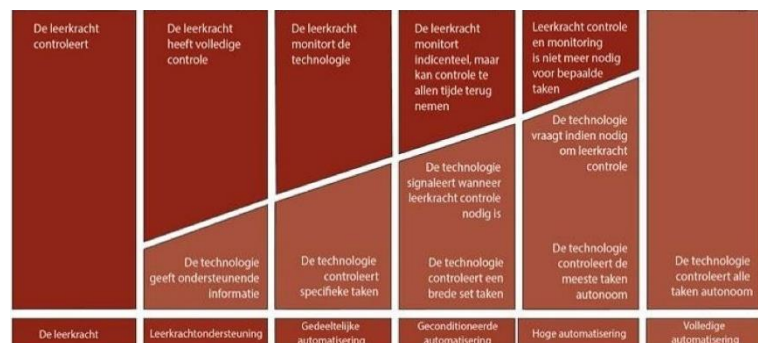 De leerkracht
controleert
De leerkracht
heeft volledige
controle
De technologie
geeft ondersteunende
informatie
De leerkracht
monitort de
technologie
De technologie
controleert
specifieke taken
De leerkracht
monitort
indicenteel, maar
kan controle te
allen tijde terug
nemen
De technologie
signaleert wanneer
leerkracht controle
nodig is
De technologie
controleert een
brede set taken
Leerkracht controle
en monitoring
is niet meer nodig
voor bepaalde
taken
De technologie
vraagt indien nodig
om leerkracht
controle
De technologie
controleert de
meeste taken
autonoom
De technologie
controleert alle
taken autonoom
De leerkracht
Leerkrachtondersteuning
Gedeeltelijke
automatisering
Geconditioneerde
automatisering
Hoge automatisering
Volledige
automatisering